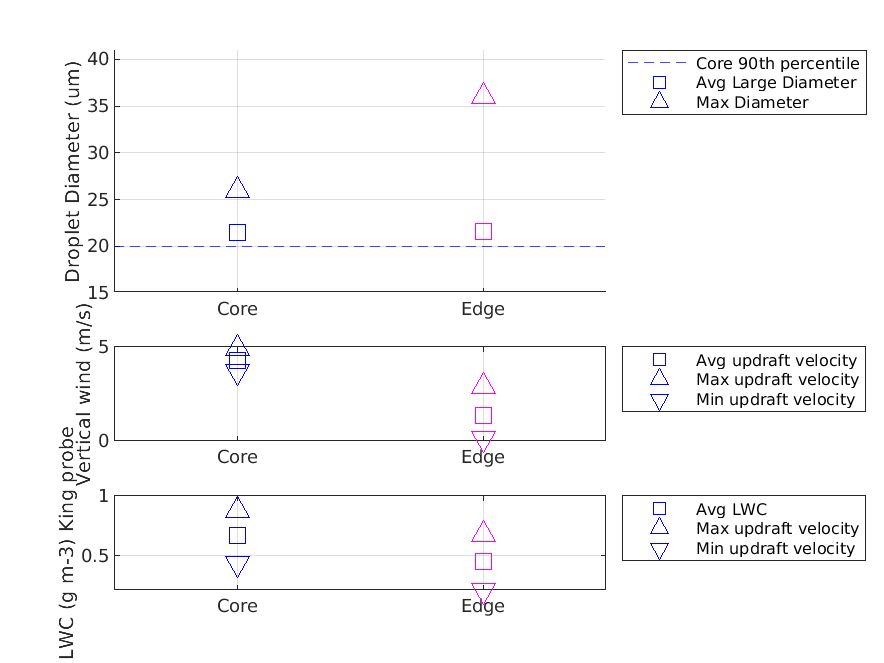 Droplet Diameter (um)
40
35
30
25
20
15
Core
Edge
Core 90th percentile
Avg Large Diameter
Max Diameter
Vertical wind (m/s)
5
0
Core
Edge
Avg updraft velocity
Max updraft velocity
Min updraft velocity
LWC (g m-3) King probe
1
0.5
Core
Edge
Avg LWC
Max updraft velocity
Min updraft velocity